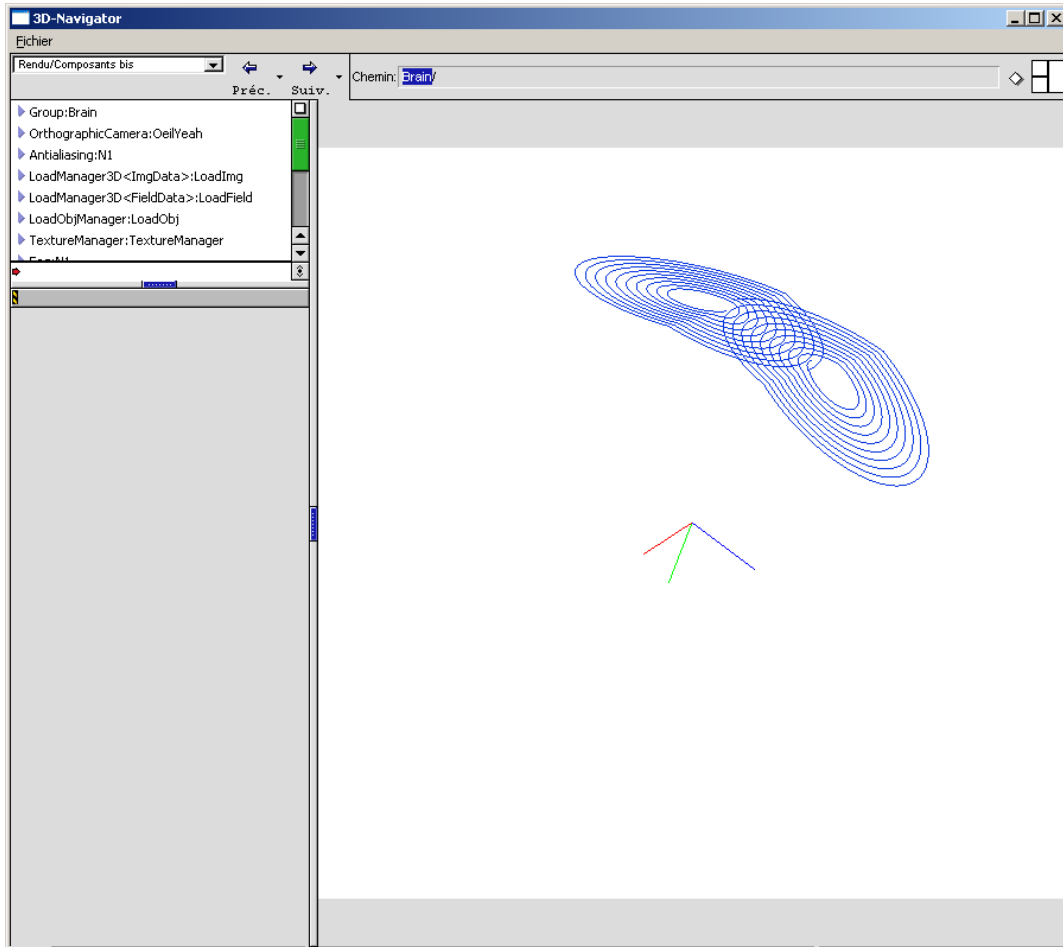 3D-Navigator
Fichier
Rendu/Composants bis
Préc.
Suiv.
Chemin: Brain/
Group:Brain
OrthographicCamera:OeilYeah
Antialiasing:N1
LoadManager3D<ImgData>:LoadImg
LoadManager3D<FieldData>:LoadField
LoadObjManager:LoadObj
TextureManager:TextureManager